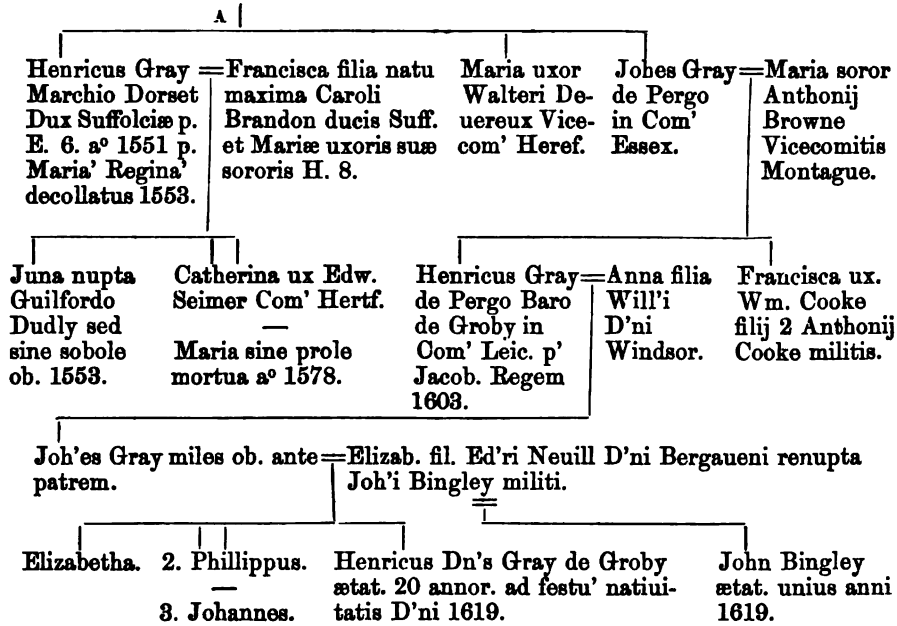 A
Henricus Gray
Marchio Dorset
Dux Suffolciæ p.
E. 6. aº 1551 p.
Maria' Regina'
decollatus 1553.
Francisca filia natu
maxima Caroli
Brandon ducis Suff.
et Mariæ uxoris suæ
sororis H. 8.
Maria uxor
Walteri De-
uereux Vice-
com' Heref.
Johes Gray
de Pergo
in Com'
Essex.
Maria soror
Anthonij
Browne
Vicecomitis
Montague.
Juna nupta
Guilfordo
Dudly sed
sine sobole
ob. 1553.
Catherina ux Edw.
Seimer Com' Hertf.
—
Maria sine prole
mortua aº 1578.
Henricus Gray
de Pergo Baro
de Groby in
Com' Leic. p'
Jacob. Regem
1603.
Anna filia
Will'i
D'ni
Windsor.
Francisca ux.
Wm. Cooke
filij 2 Anthonij
Cooke militis.
Joh'es Gray miles ob. ante
patrem.
Elizab. fil. Ed'ri Neuill D'ni Bergaueni renupta
Joh'i Bingley militi.
Elizabetha.
2. Phillippus.
—
3. Johannes.
Henricus Dn's Gray de Groby
ætat. 20 annor. ad festu' natiui-
tatis D'ni 1619.
John Bingley
ætat. unius anni
1619.